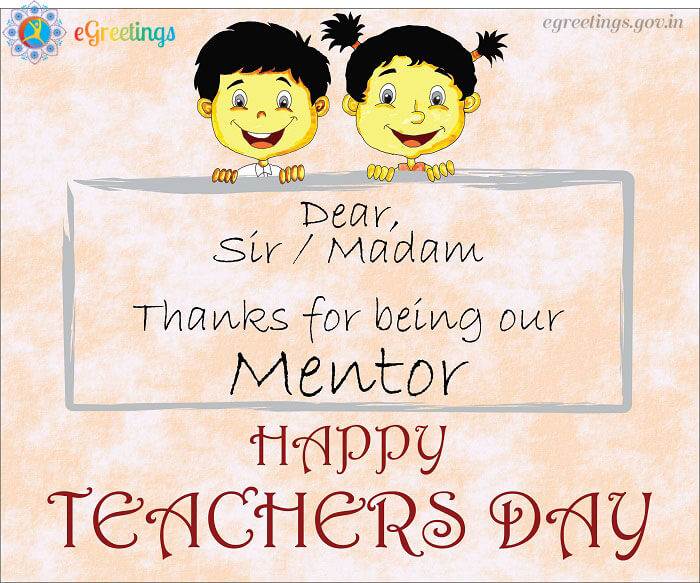 eGreetings
egreetings.gov.in
Dear,
Sir / Madam
Thanks for being our
Mentor
HAPPY
TEACHERS DAY